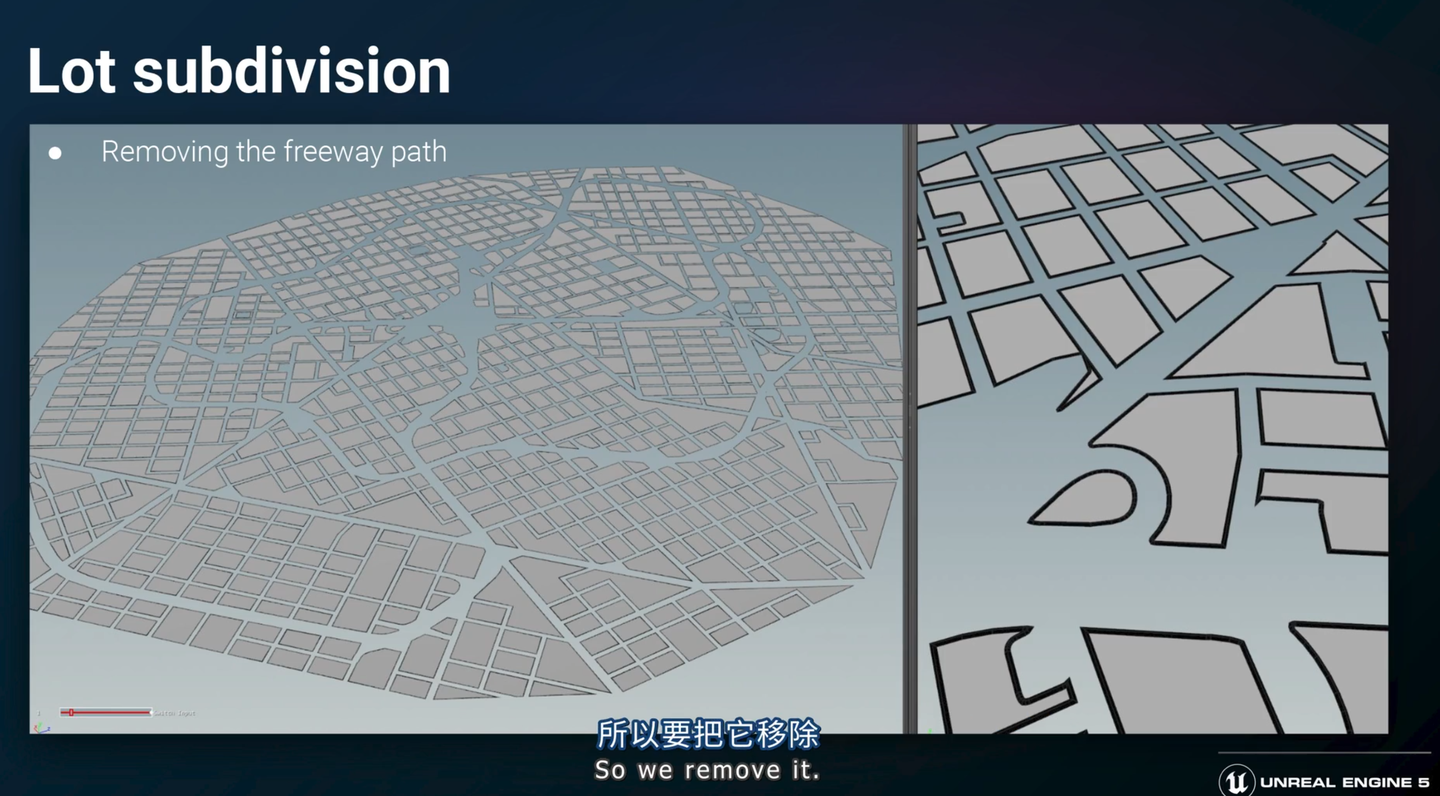 Lot subdivision
● Removing the freeway path
所以要把它移除
So we remove it.
UNREAL ENGINE 5